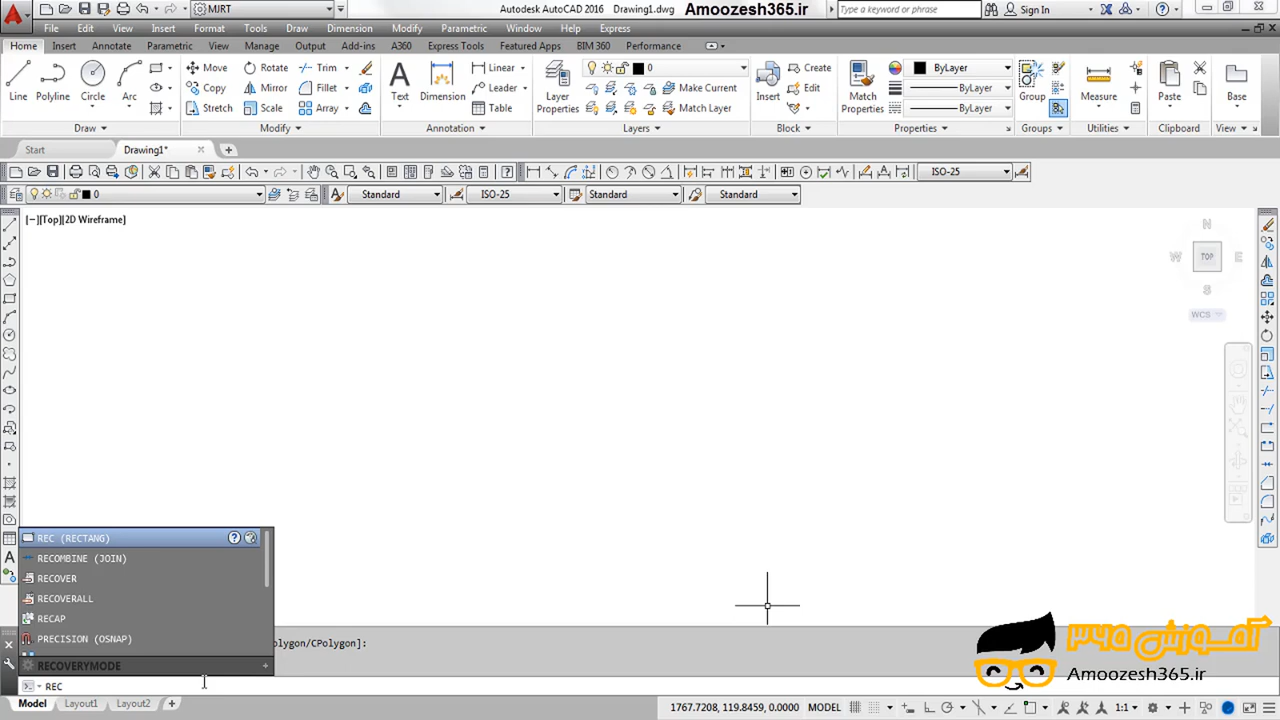 MJRT
Autodesk AutoCAD 2016 Drawing1.dwg
Amoozesh365.ir
Type a keyword or phrase
Sign In
File Edit View Insert Format Tools Draw Dimension Modify Parametric Window Help Express
Home Insert Annotate Parametric View Manage Output Add-ins A360 Express Tools Featured Apps BIM 360 Performance
Line Polyline Circle Arc
Move Rotate Trim
Copy Mirror Fillet
Stretch Scale Array
Text Dimension
Linear
Leader
Table
Layer
Properties
0
Make Current
Match Layer
Insert
Create
Edit
Match
Properties
ByLayer
ByLayer
ByLayer
Group
Measure
Paste
Base
Draw Modify Annotation Layers Block Properties Groups Utilities Clipboard View
Start Drawing1*
ISO-25
0 Standard ISO-25 Standard Standard
[−][Top][2D Wireframe]
N
W TOP E
S
WCS
REC (RECTANG)
RECOMBINE (JOIN)
RECOVER
RECOVERALL
RECAP
PRECISION (OSNAP)
RECOVERYMODE
olygon/CPolygon]:
REC
آموزش ۳۶۵
Amoozesh365.ir
Model Layout1 Layout2
1767.7208, 119.8459, 0.0000 MODEL 1:1